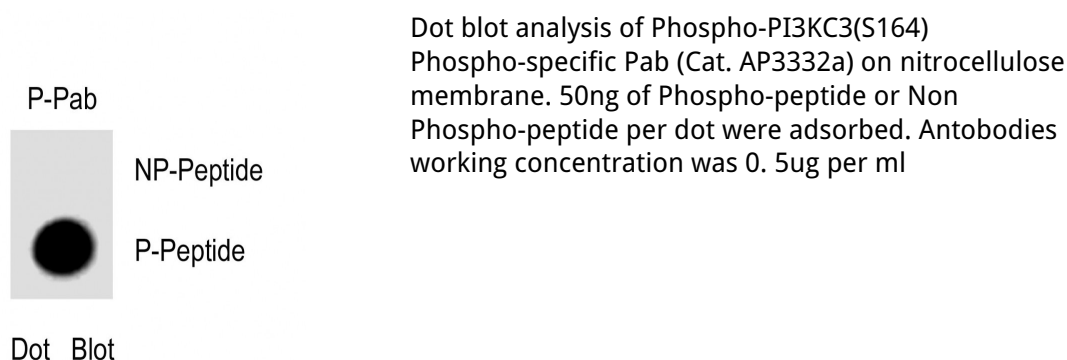 P-Pab
NP-Peptide
P-Peptide
Dot Blot
Dot blot analysis of Phospho-PI3KC3(S164)
Phospho-specific Pab (Cat. AP3332a) on nitrocellulose
membrane. 50ng of Phospho-peptide or Non
Phospho-peptide per dot were adsorbed. Antobodies
working concentration was 0. 5ug per ml